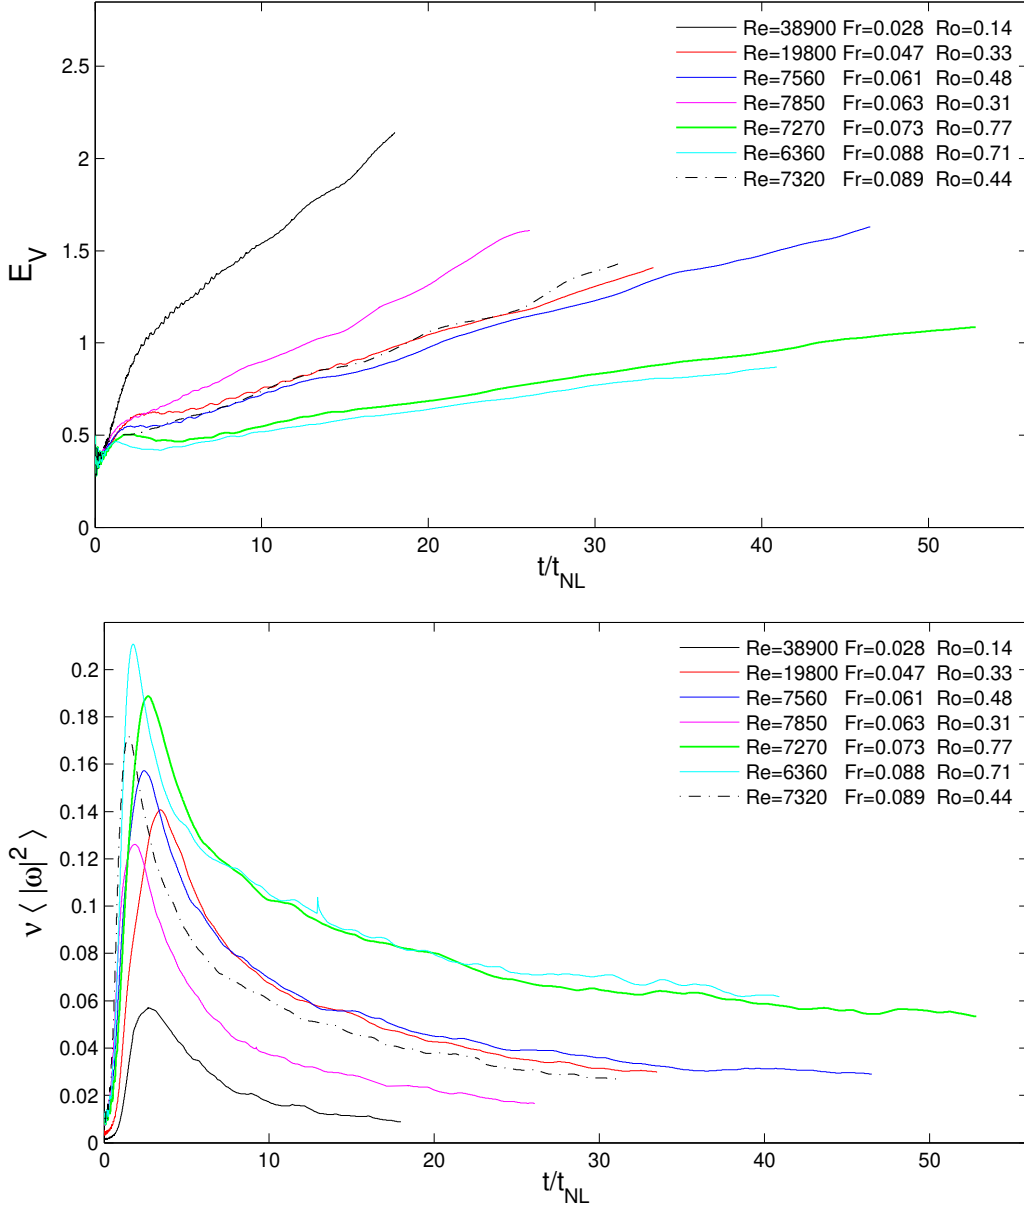 Re=38900 Fr=0.028 Ro=0.14
Re=19800 Fr=0.047 Ro=0.33
Re=7560 Fr=0.061 Ro=0.48
Re=7850 Fr=0.063 Ro=0.31
Re=7270 Fr=0.073 Ro=0.77
Re=6360 Fr=0.088 Ro=0.71
Re=7320 Fr=0.089 Ro=0.44
2.5
2
1.5
1
0.5
0
E_V
0 10 20 30 40 50
t/t_NL
Re=38900 Fr=0.028 Ro=0.14
Re=19800 Fr=0.047 Ro=0.33
Re=7560 Fr=0.061 Ro=0.48
Re=7850 Fr=0.063 Ro=0.31
Re=7270 Fr=0.073 Ro=0.77
Re=6360 Fr=0.088 Ro=0.71
Re=7320 Fr=0.089 Ro=0.44
0.2
0.18
0.16
0.14
0.12
0.1
0.08
0.06
0.04
0.02
0
ν ⟨ |ω|² ⟩
0 10 20 30 40 50
t/t_NL